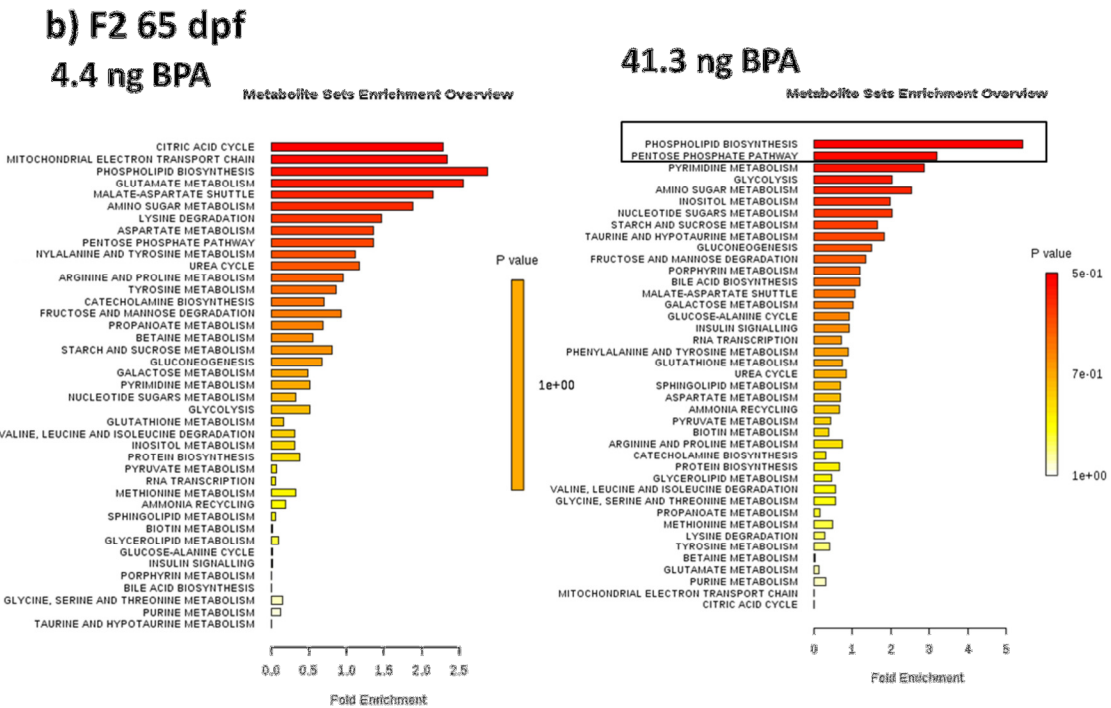 b) F2 65 dpf
4.4 ng BPA
Metabolite Sets Enrichment Overview
CITRIC ACID CYCLE
MITOCHONDRIAL ELECTRON TRANSPORT CHAIN
PHOSPHOLIPID BIOSYNTHESIS
GLUTAMATE METABOLISM
MALATE-ASPARTATE SHUTTLE
AMINO SUGAR METABOLISM
LYSINE DEGRADATION
ASPARTATE METABOLISM
PENTOSE PHOSPHATE PATHWAY
NYLALANINE AND TYROSINE METABOLISM
UREA CYCLE
ARGININE AND PROLINE METABOLISM
TYROSINE METABOLISM
CATECHOLAMINE BIOSYNTHESIS
FRUCTOSE AND MANNOSE DEGRADATION
PROPANOATE METABOLISM
BETAINE METABOLISM
STARCH AND SUCROSE METABOLISM
GLUCONEOGENESIS
GALACTOSE METABOLISM
PYRIMIDINE METABOLISM
NUCLEOTIDE SUGARS METABOLISM
GLYCOLYSIS
GLUTATHIONE METABOLISM
VALINE, LEUCINE AND ISOLEUCINE DEGRADATION
INOSITOL METABOLISM
PROTEIN BIOSYNTHESIS
PYRUVATE METABOLISM
RNA TRANSCRIPTION
METHIONINE METABOLISM
AMMONIA RECYCLING
SPHINGOLIPID METABOLISM
BIOTIN METABOLISM
GLYCEROLIPID METABOLISM
GLUCOSE-ALANINE CYCLE
INSULIN SIGNALLING
PORPHYRIN METABOLISM
BILE ACID BIOSYNTHESIS
GLYCINE, SERINE AND THREONINE METABOLISM
PURINE METABOLISM
TAURINE AND HYPOTAURINE METABOLISM
0.0 0.5 1.0 1.5 2.0 2.5
Fold Enrichment
P value
1e+00
41.3 ng BPA
Metabolite Sets Enrichment Overview
PHOSPHOLIPID BIOSYNTHESIS
PENTOSE PHOSPHATE PATHWAY
PYRIMIDINE METABOLISM
GLYCOLYSIS
AMINO SUGAR METABOLISM
INOSITOL METABOLISM
NUCLEOTIDE SUGARS METABOLISM
STARCH AND SUCROSE METABOLISM
TAURINE AND HYPOTAURINE METABOLISM
GLUCONEOGENESIS
FRUCTOSE AND MANNOSE DEGRADATION
PORPHYRIN METABOLISM
BILE ACID BIOSYNTHESIS
MALATE-ASPARTATE SHUTTLE
GALACTOSE METABOLISM
GLUCOSE-ALANINE CYCLE
INSULIN SIGNALLING
RNA TRANSCRIPTION
PHENYLALANINE AND TYROSINE METABOLISM
GLUTATHIONE METABOLISM
UREA CYCLE
SPHINGOLIPID METABOLISM
ASPARTATE METABOLISM
AMMONIA RECYCLING
PYRUVATE METABOLISM
BIOTIN METABOLISM
ARGININE AND PROLINE METABOLISM
CATECHOLAMINE BIOSYNTHESIS
PROTEIN BIOSYNTHESIS
GLYCEROLIPID METABOLISM
VALINE, LEUCINE AND ISOLEUCINE DEGRADATION
GLYCINE, SERINE AND THREONINE METABOLISM
PROPANOATE METABOLISM
METHIONINE METABOLISM
LYSINE DEGRADATION
TYROSINE METABOLISM
BETAINE METABOLISM
GLUTAMATE METABOLISM
PURINE METABOLISM
MITOCHONDRIAL ELECTRON TRANSPORT CHAIN
CITRIC ACID CYCLE
0 1 2 3 4 5
Fold Enrichment
P value
5e-01
7e-01
1e+00